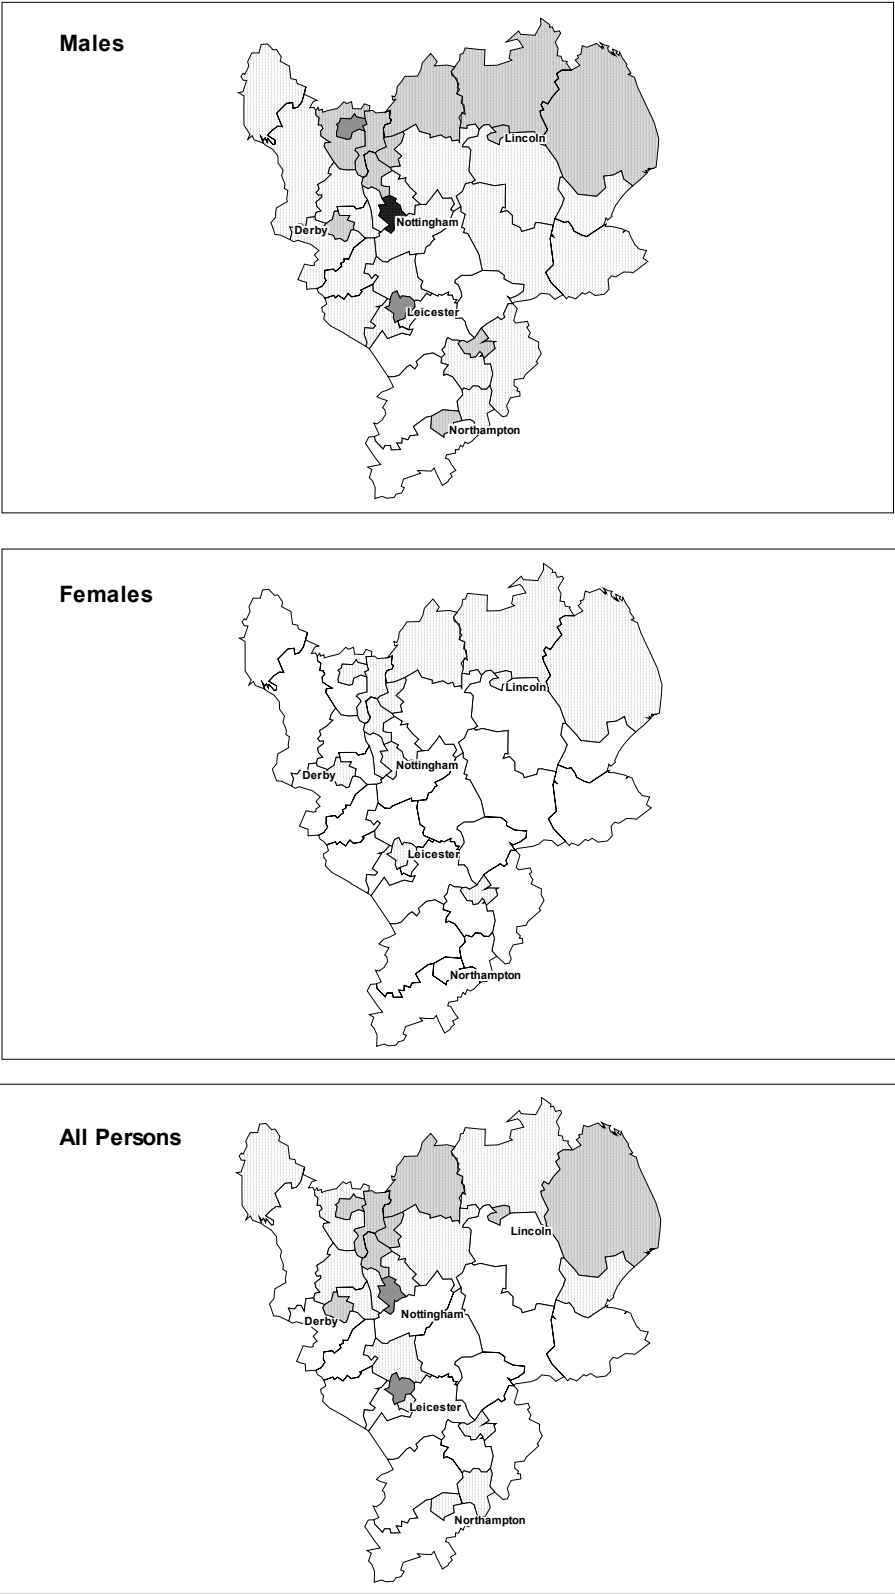 Males
Lincoln
Nottingham
Derby
Leicester
Northampton
Females
Lincoln
Nottingham
Derby
Leicester
Northampton
All Persons
Lincoln
Nottingham
Derby
Leicester
Northampton